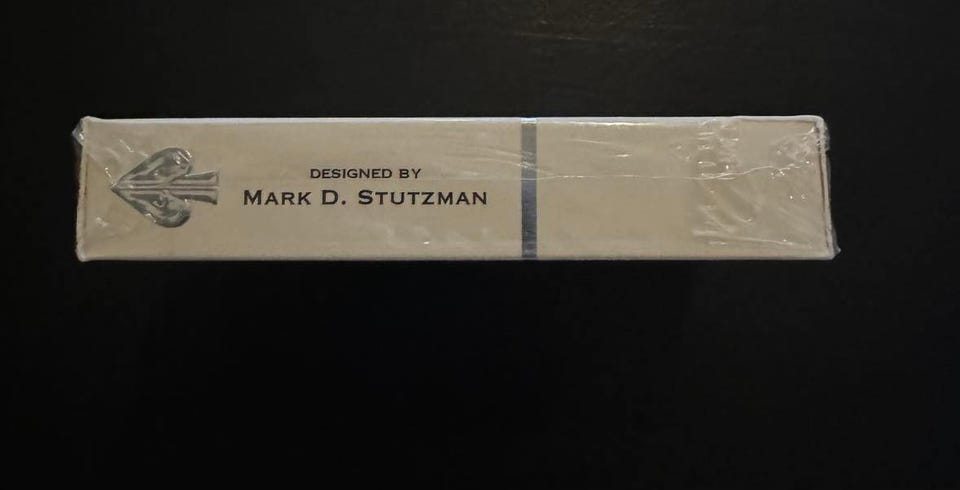 DESIGNED BY
MARK D. STUTZMAN